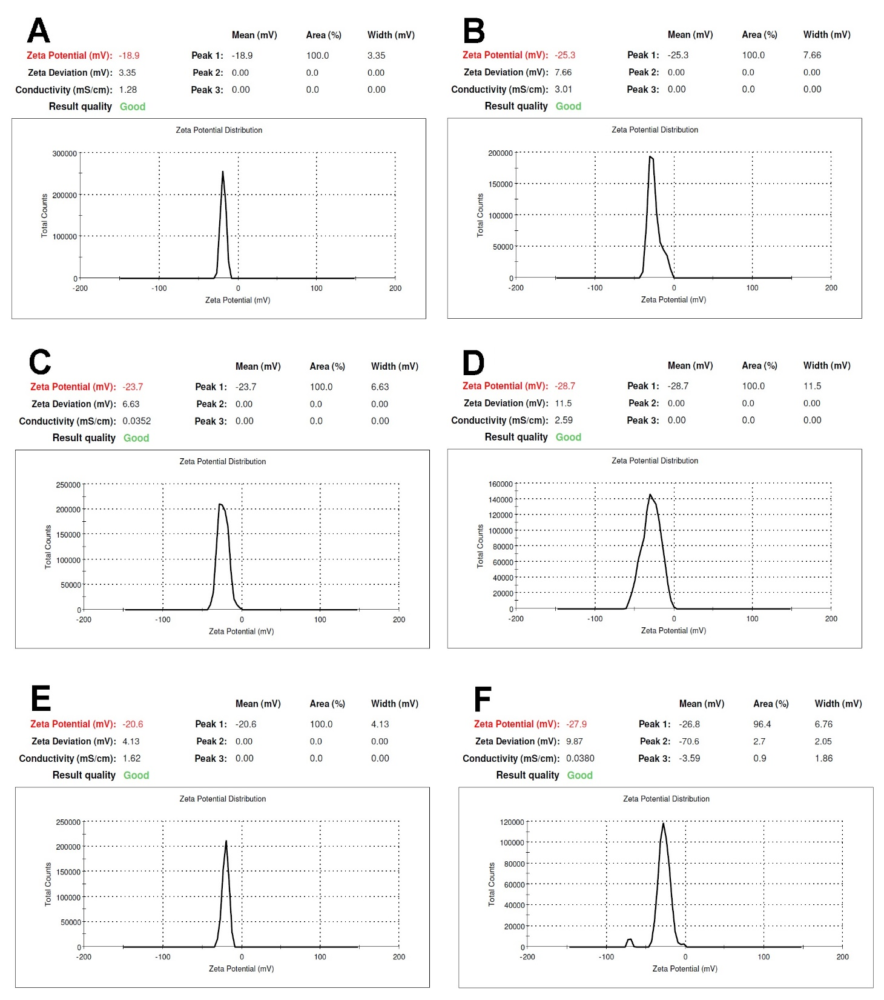 A
Mean (mV) Area (%) Width (mV)
Zeta Potential (mV): -18.9 Peak 1: -18.9 100.0 3.35
Zeta Deviation (mV): 3.35 Peak 2: 0.00 0.0 0.00
Conductivity (mS/cm): 1.28 Peak 3: 0.00 0.0 0.00
Result quality Good
Zeta Potential Distribution
Total Counts
300000
200000
100000
0
-200 -100 0 100 200
Zeta Potential (mV)
B
Mean (mV) Area (%) Width (mV)
Zeta Potential (mV): -25.3 Peak 1: -25.3 100.0 7.66
Zeta Deviation (mV): 7.66 Peak 2: 0.00 0.0 0.00
Conductivity (mS/cm): 3.01 Peak 3: 0.00 0.0 0.00
Result quality Good
Zeta Potential Distribution
Total Counts
200000
150000
100000
50000
0
-200 -100 0 100 200
Zeta Potential (mV)
C
Mean (mV) Area (%) Width (mV)
Zeta Potential (mV): -23.7 Peak 1: -23.7 100.0 6.63
Zeta Deviation (mV): 6.63 Peak 2: 0.00 0.0 0.00
Conductivity (mS/cm): 0.0352 Peak 3: 0.00 0.0 0.00
Result quality Good
Zeta Potential Distribution
Total Counts
250000
200000
150000
100000
50000
0
-200 -100 0 100 200
Zeta Potential (mV)
D
Mean (mV) Area (%) Width (mV)
Zeta Potential (mV): -28.7 Peak 1: -28.7 100.0 11.5
Zeta Deviation (mV): 11.5 Peak 2: 0.00 0.0 0.00
Conductivity (mS/cm): 2.59 Peak 3: 0.00 0.0 0.00
Result quality Good
Zeta Potential Distribution
Total Counts
160000
140000
120000
100000
80000
60000
40000
20000
0
-200 -100 0 100 200
Zeta Potential (mV)
E
Mean (mV) Area (%) Width (mV)
Zeta Potential (mV): -20.6 Peak 1: -20.6 100.0 4.13
Zeta Deviation (mV): 4.13 Peak 2: 0.00 0.0 0.00
Conductivity (mS/cm): 1.62 Peak 3: 0.00 0.0 0.00
Result quality Good
Zeta Potential Distribution
Total Counts
250000
200000
150000
100000
50000
0
-200 -100 0 100 200
Zeta Potential (mV)
F
Mean (mV) Area (%) Width (mV)
Zeta Potential (mV): -27.9 Peak 1: -26.8 96.4 6.76
Zeta Deviation (mV): 9.87 Peak 2: -70.6 2.7 2.05
Conductivity (mS/cm): 0.0380 Peak 3: -3.59 0.9 1.86
Result quality Good
Zeta Potential Distribution
Total Counts
120000
100000
80000
60000
40000
20000
0
-200 -100 0 100 200
Zeta Potential (mV)